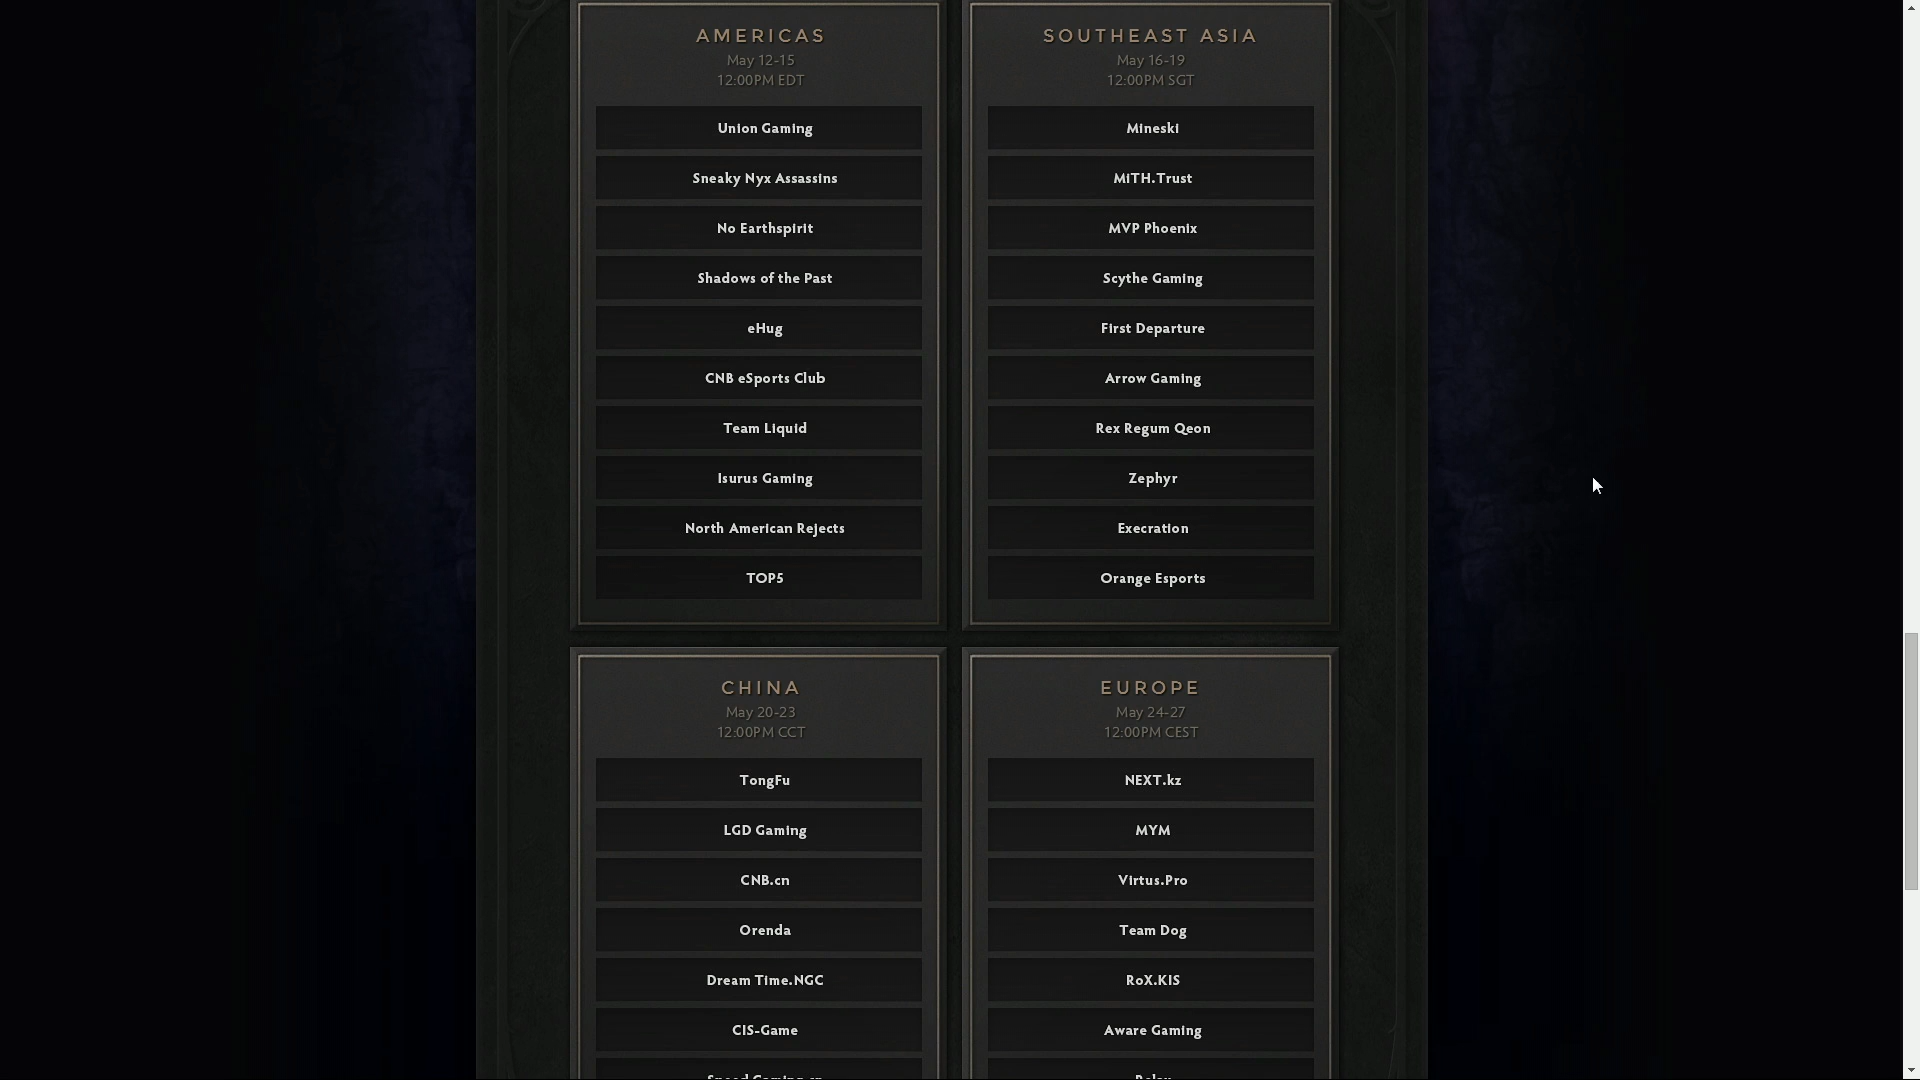 AMERICAS
May 12-15
12:00PM EDT
Union Gaming
Sneaky Nyx Assassins
No Earthspirit
Shadows of the Past
eHug
CNB eSports Club
Team Liquid
Isurus Gaming
North American Rejects
TOP5
SOUTHEAST ASIA
May 16-19
12:00PM SGT
Mineski
MiTH.Trust
MVP Phoenix
Scythe Gaming
First Departure
Arrow Gaming
Rex Regum Qeon
Zephyr
Execration
Orange Esports
CHINA
May 20-23
12:00PM CCT
TongFu
LGD Gaming
CNB.cn
Orenda
Dream Time.NGC
CIS-Game
EUROPE
May 24-27
12:00PM CEST
NEXT.kz
MYM
Virtus.Pro
Team Dog
RoX.KIS
Aware Gaming